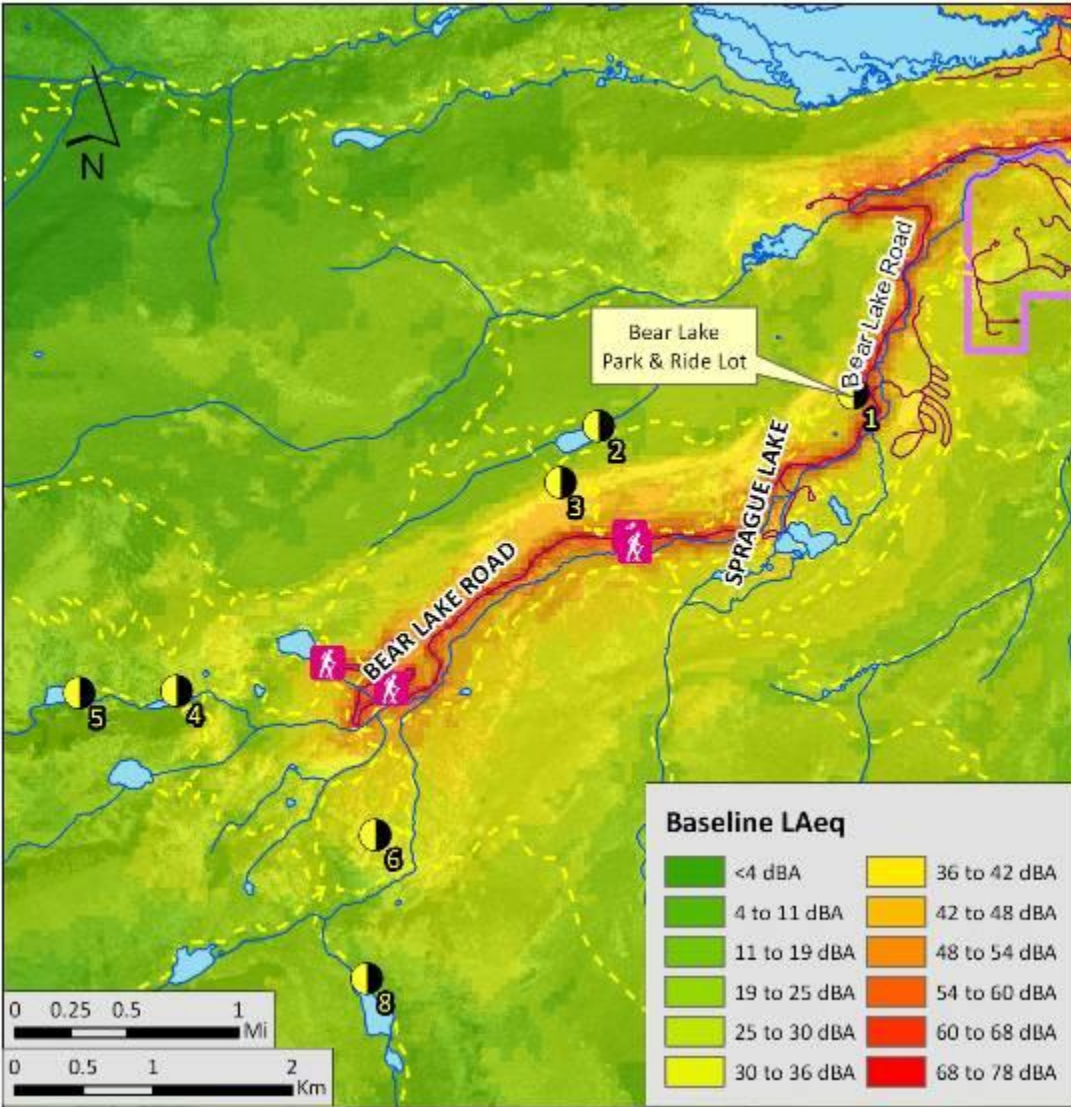 N
Bear Lake Road
Bear Lake
Park & Ride Lot
1
2
3
SPRAGUE LAKE
BEAR LAKE ROAD
5
4
6
8
Baseline LAeq
<4 dBA
4 to 11 dBA
11 to 19 dBA
19 to 25 dBA
25 to 30 dBA
30 to 36 dBA
36 to 42 dBA
42 to 48 dBA
48 to 54 dBA
54 to 60 dBA
60 to 68 dBA
68 to 78 dBA
0 0.25 0.5 1
Mi
0 0.5 1 2
Km